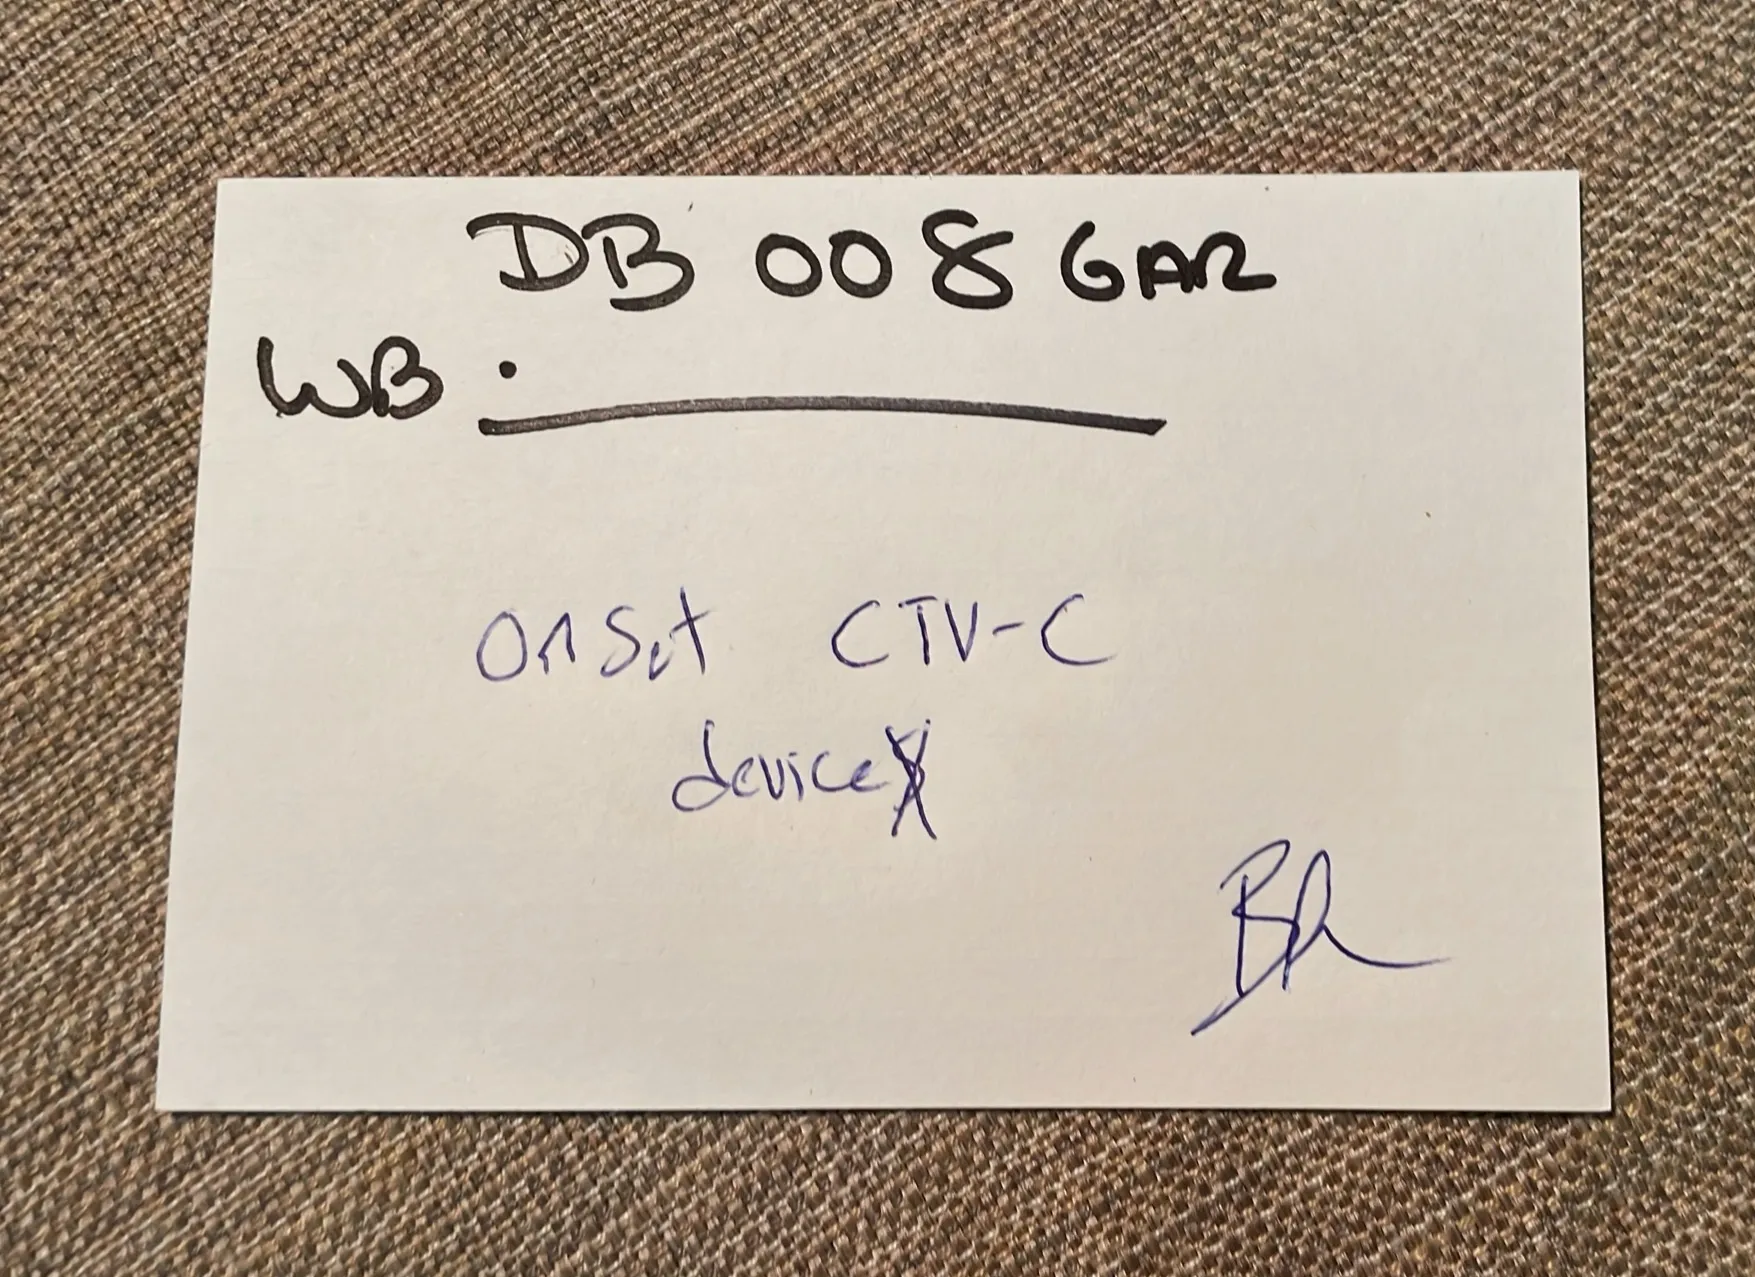 DB 008 GAR
WB :
Onset CTV-C
device